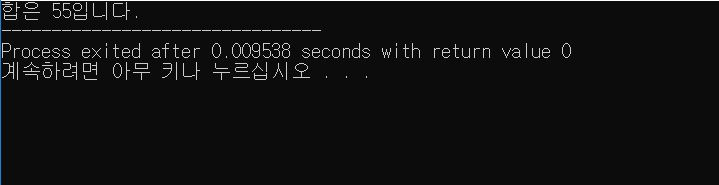 합은 55입니다.
--------------------------------
Process exited after 0.009538 seconds with return value 0
계속하려면 아무 키나 누르십시오 . . .